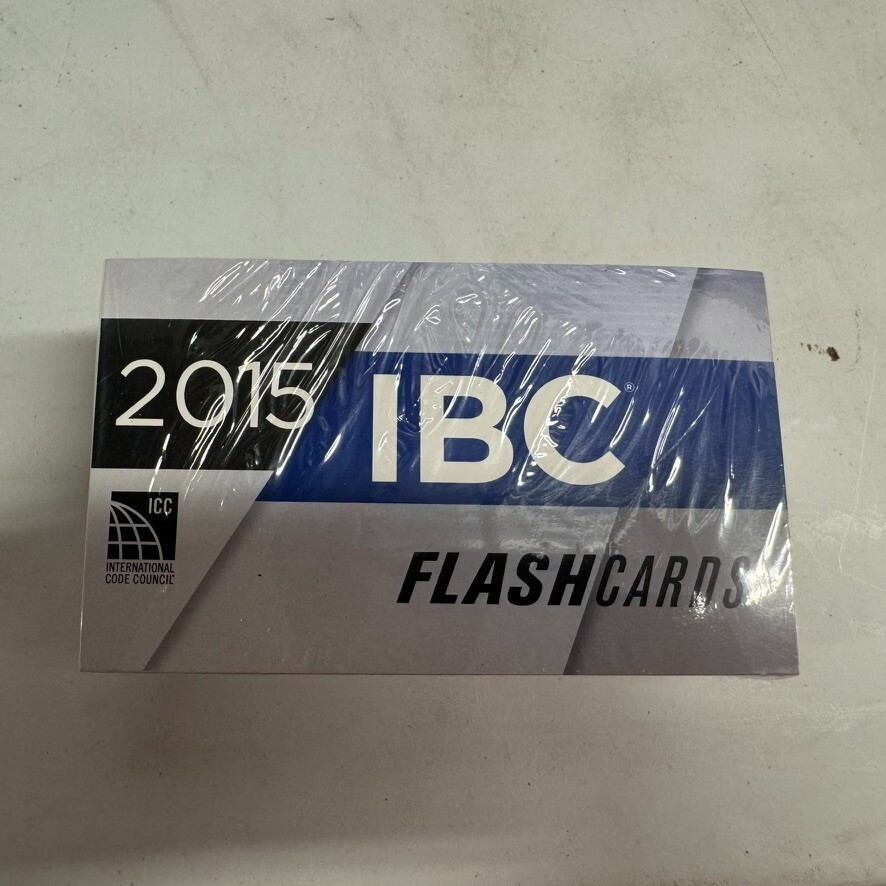 2015 IBC®
ICC
INTERNATIONAL
CODE COUNCIL®
FLASHCARDS